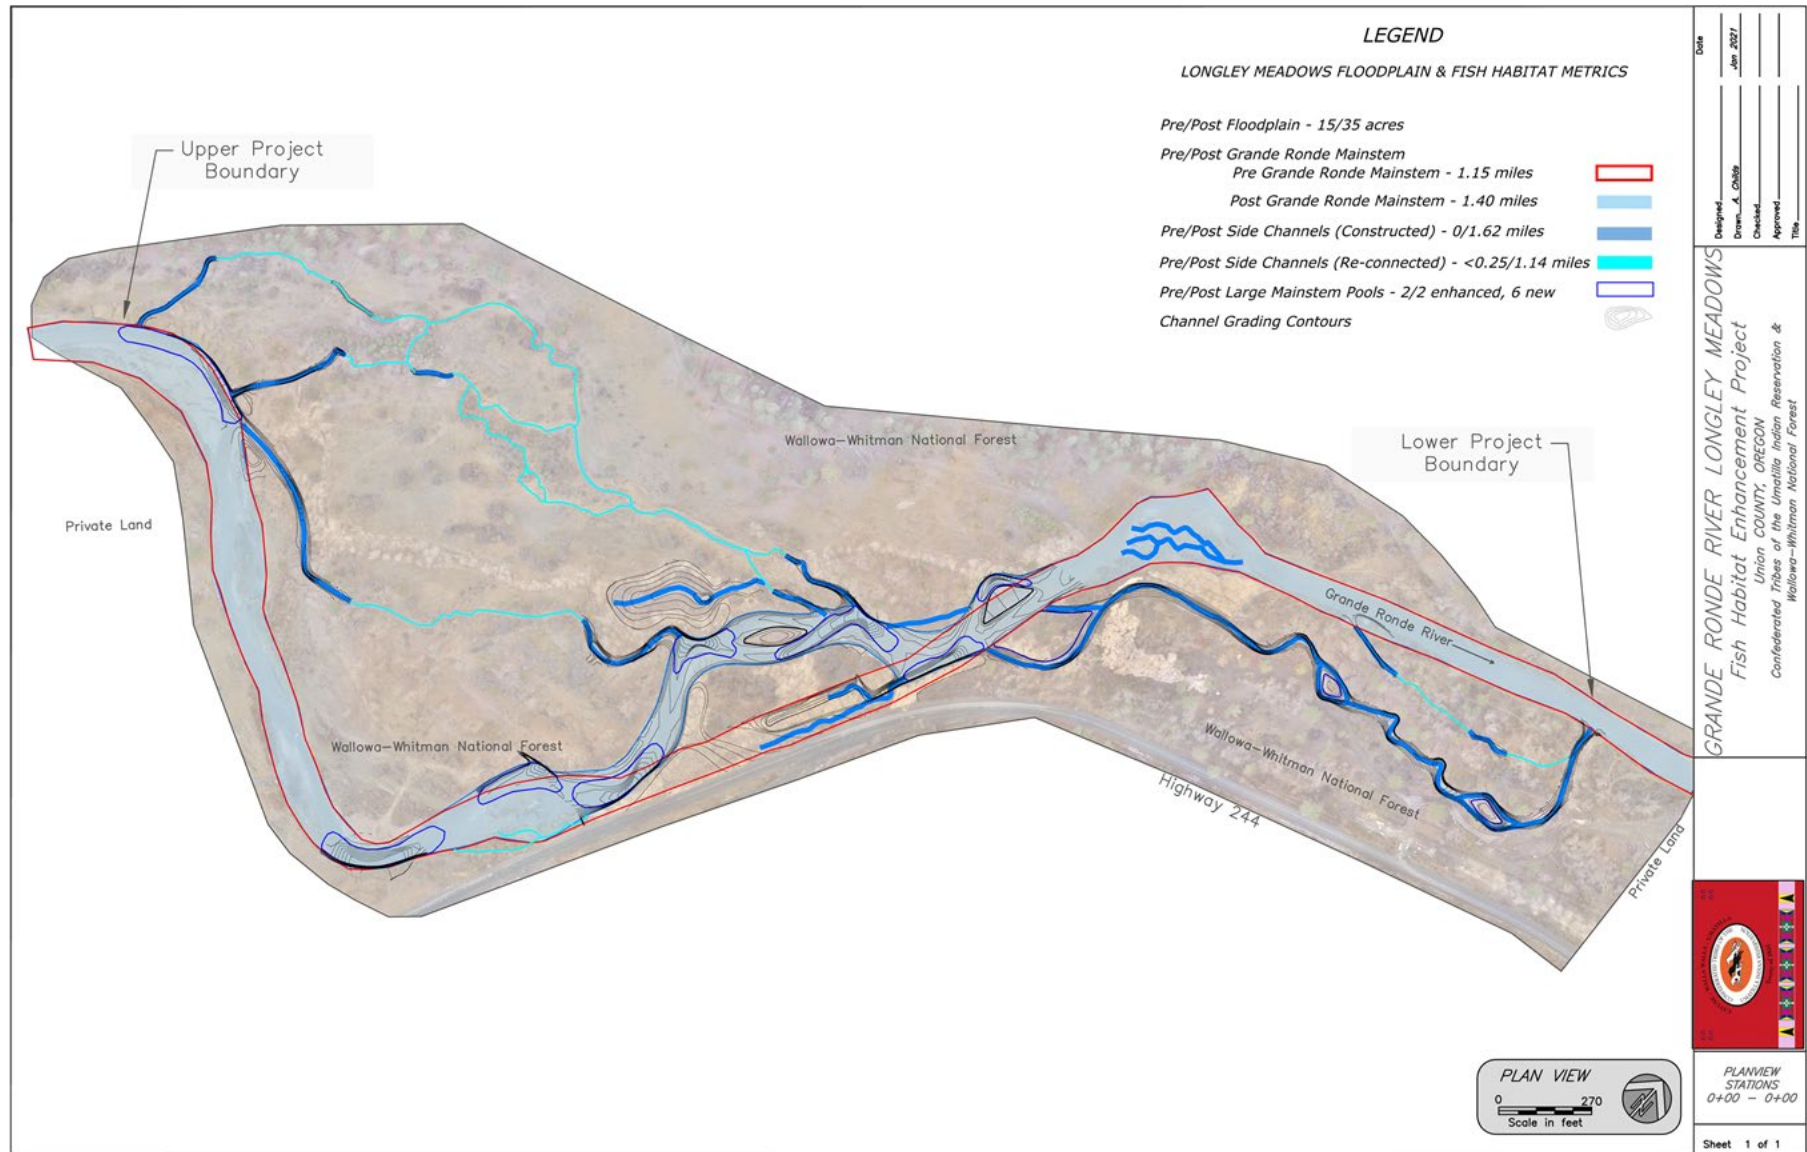 LEGEND
LONGLEY MEADOWS FLOODPLAIN & FISH HABITAT METRICS
Pre/Post Floodplain - 15/35 acres
Pre/Post Grande Ronde Mainstem
Pre Grande Ronde Mainstem - 1.15 miles
Post Grande Ronde Mainstem - 1.40 miles
Pre/Post Side Channels (Constructed) - 0/1.62 miles
Pre/Post Side Channels (Re-connected) - <0.25/1.14 miles
Pre/Post Large Mainstem Pools - 2/2 enhanced, 6 new
Channel Grading Contours
Upper Project
Boundary
Wallowa-Whitman National Forest
Lower Project
Boundary
Private Land
Grande Ronde River
Wallowa-Whitman National Forest
Wallowa-Whitman National Forest
Highway 244
Private Land
PLAN VIEW
0 270
Scale in feet
Date
Jan 2021
Designed
Drawn A. Childs
Checked
Approved
Title
GRANDE RONDE RIVER LONGLEY MEADOWS
Fish Habitat Enhancement Project
Union COUNTY, OREGON
Confederated Tribes of the Umatilla Indian Reservation &
Wallowa-Whitman National Forest
PLANVIEW
STATIONS
0+00 - 0+00
Sheet 1 of 1